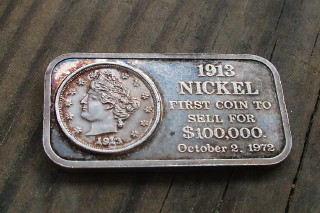 1913
1913
NICKEL
FIRST COIN TO
SELL FOR
$100,000.
October 2, 1972